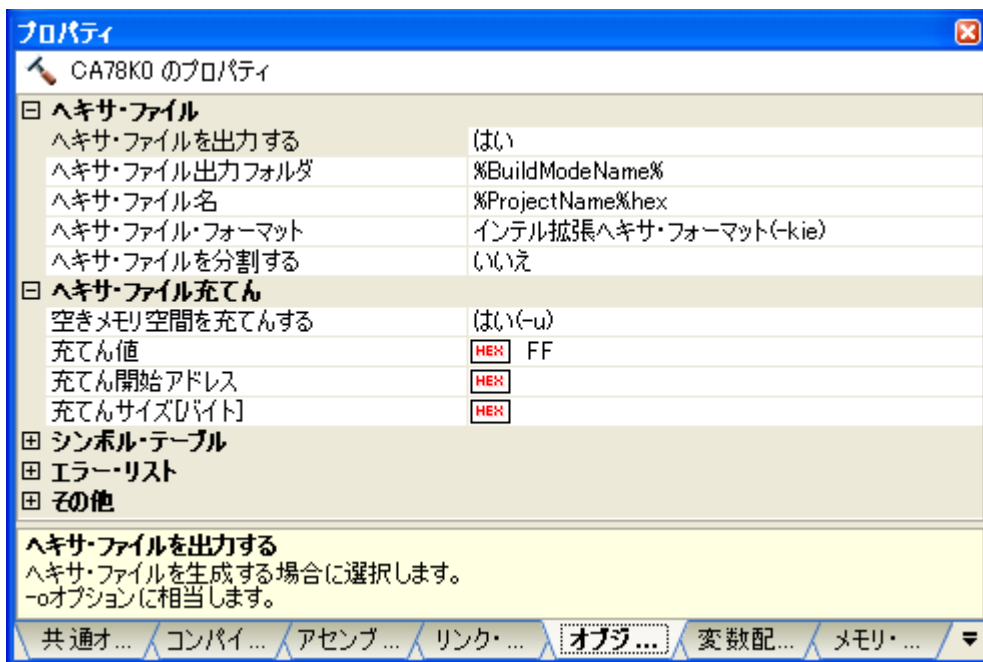 プロパティ
CA78K0 のプロパティ
ヘキサ・ファイル
ヘキサ・ファイルを出力する はい
ヘキサ・ファイル出力フォルダ %BuildModeName%
ヘキサ・ファイル名 %ProjectName%hex
ヘキサ・ファイル・フォーマット インテル拡張ヘキサ・フォーマット(-kie)
ヘキサ・ファイルを分割する いいえ
ヘキサ・ファイル充てん
空きメモリ空間を充てんする はい(-u)
充てん値 HEX FF
充てん開始アドレス HEX
充てんサイズ[バイト] HEX
シンボル・テーブル
エラー・リスト
その他
ヘキサ・ファイルを出力する
ヘキサ・ファイルを生成する場合に選択します。
-oオプションに相当します。
共通オ... コンパイ... アセンブ... リンク・ ... オブジ ... 変数配... メモリ・ ...